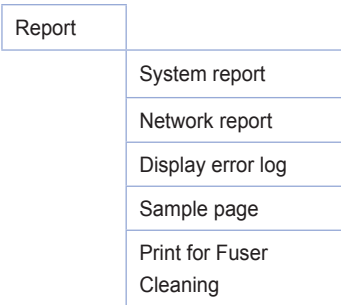 Report
System report
Network report
Display error log
Sample page
Print for Fuser
Cleaning